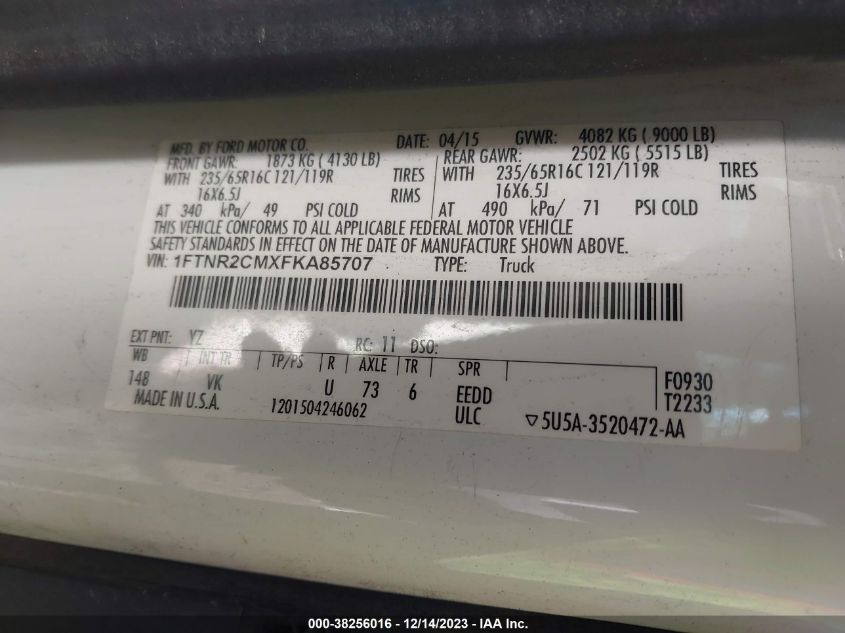 MFD. BY FORD MOTOR CO. DATE: 04/15 GVWR: 4082 KG ( 9000 LB)
FRONT GAWR: 1873 KG ( 4130 LB) REAR GAWR: 2502 KG ( 5515 LB)
WITH 235/65R16C 121/119R TIRES WITH 235/65R16C 121/119R TIRES
16X6.5J RIMS 16X6.5J RIMS
AT 340 kPa/ 49 PSI COLD AT 490 kPa/ 71 PSI COLD
THIS VEHICLE CONFORMS TO ALL APPLICABLE FEDERAL MOTOR VEHICLE
SAFETY STANDARDS IN EFFECT ON THE DATE OF MANUFACTURE SHOWN ABOVE.
VIN: 1FTNR2CMXFKA85707 TYPE: Truck
EXT PNT: YZ RC: 11 DSO:
WB INT TR TP/PS R AXLE TR SPR
148 VK U 73 6 EEDD F0930
MADE IN U.S.A. 1201504246062 ULC T2233
▽5U5A-3520472-AA
000-38256016 - 12/14/2023 - IAA Inc.